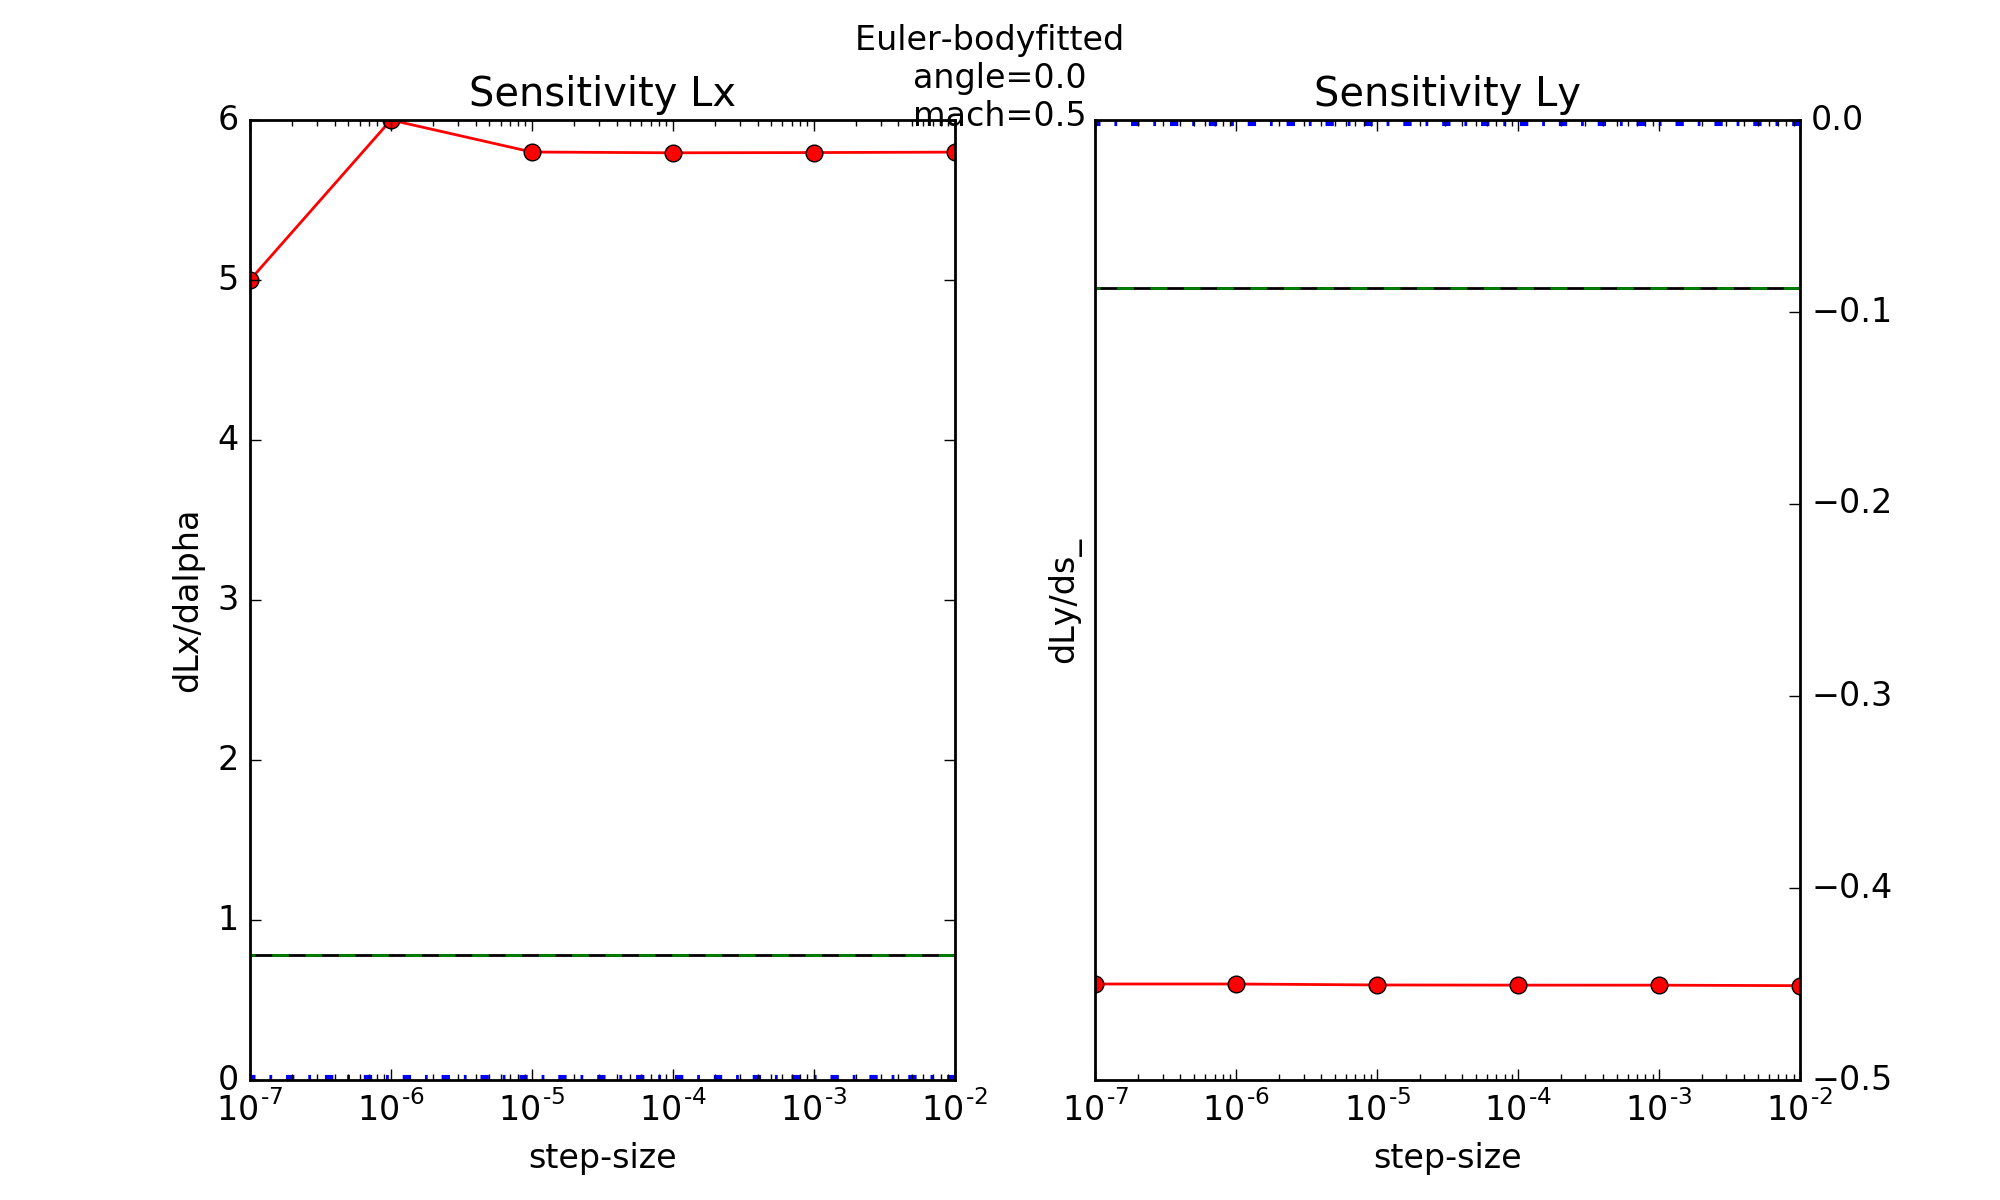 Euler-bodyfitted
angle=0.0
mach=0.5
Sensitivity Lx
6
5
4
3
2
1
0
dLx/dalpha
10^-7 10^-6 10^-5 10^-4 10^-3 10^-2
step-size
Sensitivity Ly
0.0
−0.1
−0.2
−0.3
−0.4
−0.5
dLy/ds_
10^-7 10^-6 10^-5 10^-4 10^-3 10^-2
step-size